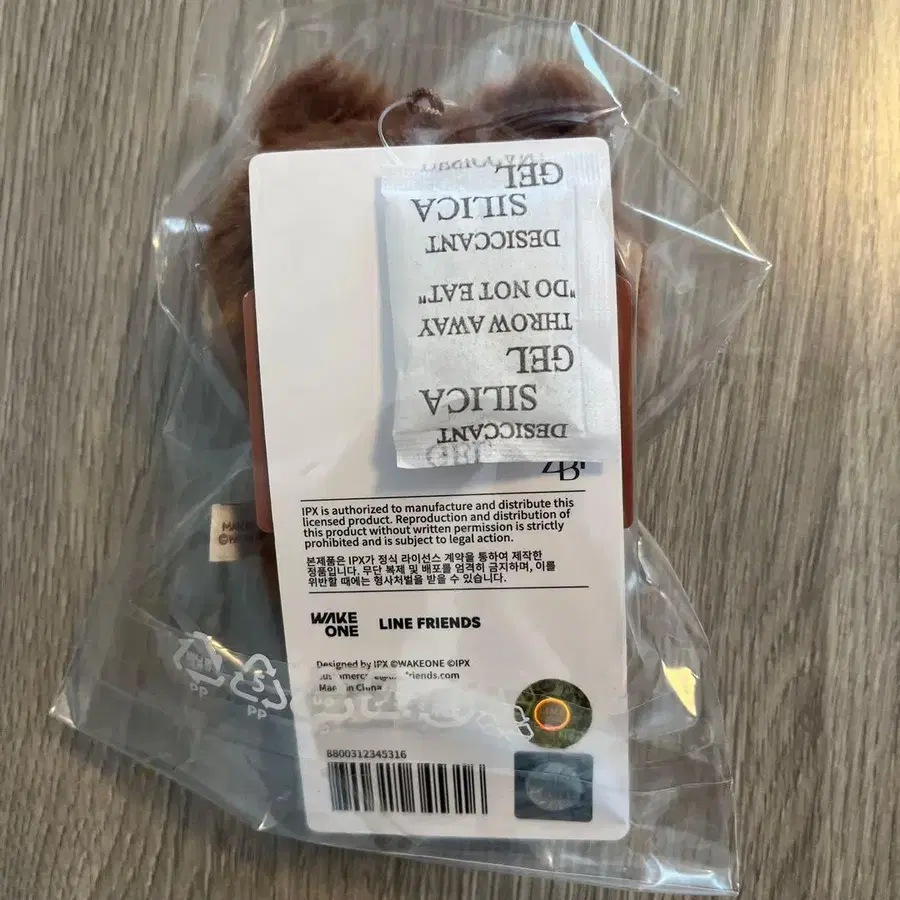 GEL
SILICA
DESICCANT
"DO NOT EAT"
THROW AWAY
GEL
SILICA
DESICCANT
IPX is authorized to manufacture and distribute this
licensed product. Reproduction and distribution of
this product without written permission is strictly
prohibited and is subject to legal action.
본제품은 IPX가 정식 라이선스 계약을 통하여 제작한
정품입니다. 무단 복제 및 배포를 엄격히 금지하며, 이를
위반할 때에는 형사처벌을 받을 수 있습니다.
WAKE
ONE
LINE FRIENDS
Designed by IPX ©WAKEONE ©IPX
friends.com
Made in China
PP
PP
8800312345316